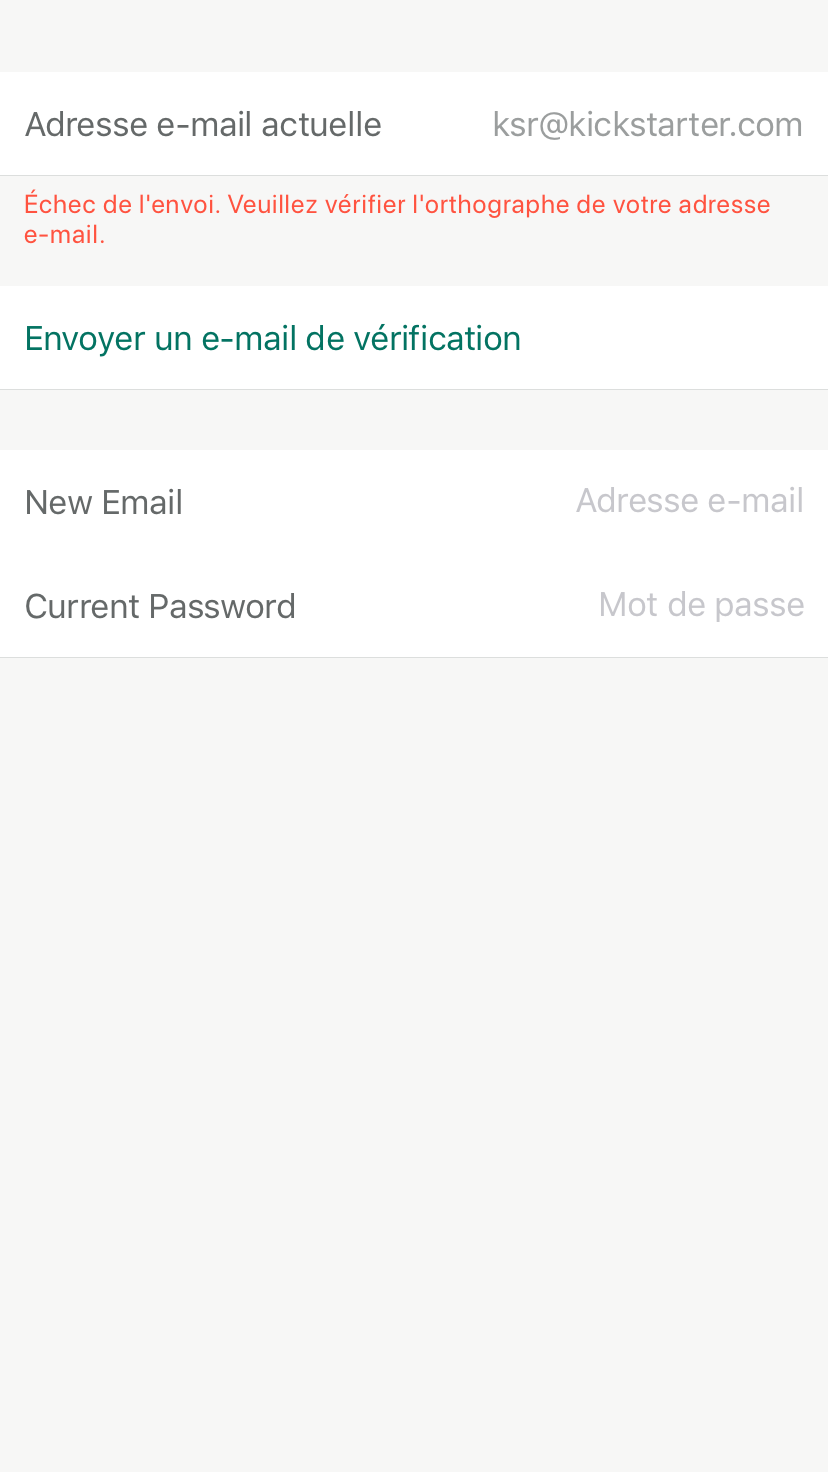 Adresse e-mail actuelle ksr@kickstarter.com
Échec de l'envoi. Veuillez vérifier l'orthographe de votre adresse
e-mail.
Envoyer un e-mail de vérification
New Email Adresse e-mail
Current Password Mot de passe